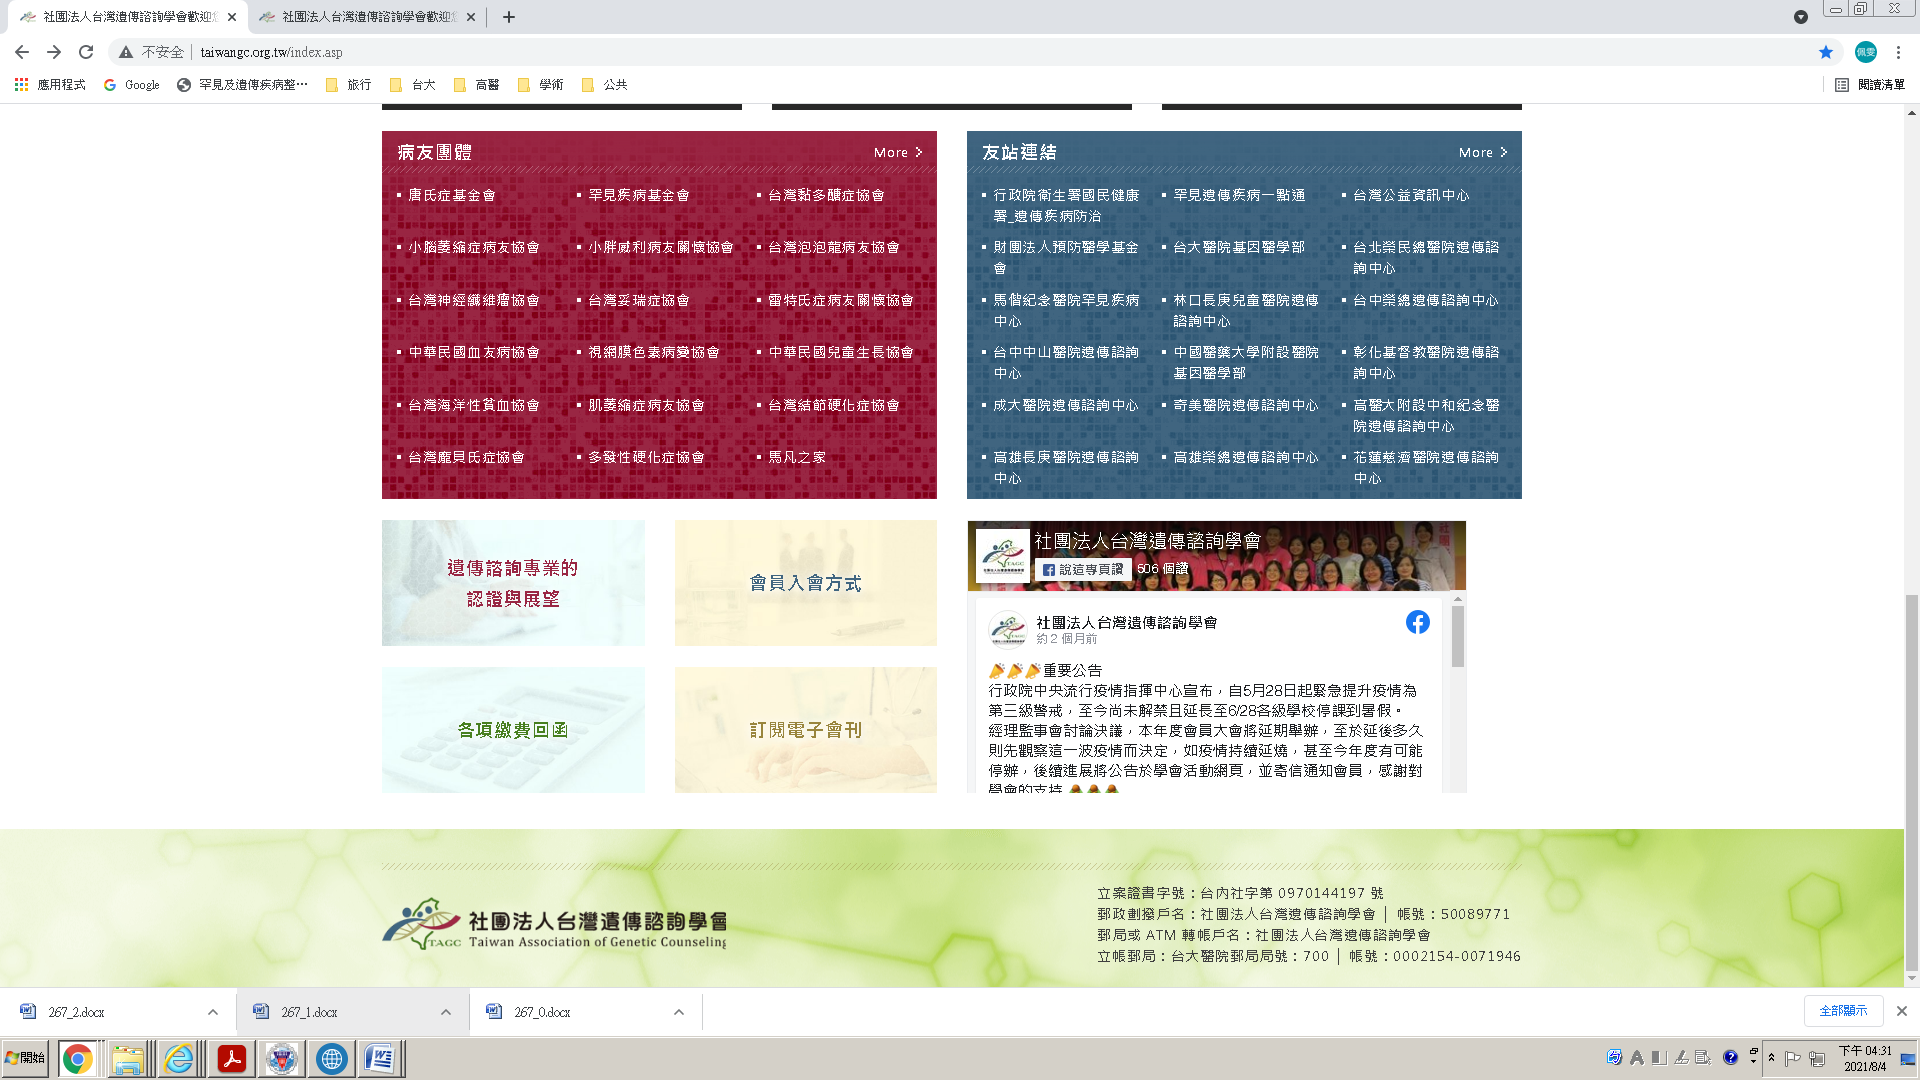 社團法人台灣遺傳諮詢學會歡迎您
社團法人台灣遺傳諮詢學會歡迎您
不安全
taiwangc.org.tw/index.asp
佩雯
應用程式
Google
罕見及遺傳疾病整…
旅行
台大
高醫
學術
公共
閱讀清單
病友團體
More
唐氏症基金會
罕見疾病基金會
台灣黏多醣症協會
小腦萎縮症病友協會
小胖威利病友關懷協會
台灣泡泡龍病友協會
台灣神經纖維瘤協會
台灣妥瑞症協會
雷特氏症病友關懷協會
中華民國血友病協會
視網膜色素病變協會
中華民國兒童生長協會
台灣海洋性貧血協會
肌萎縮症病友協會
台灣結節硬化症協會
台灣龐貝氏症協會
多發性硬化症協會
馬凡之家
友站連結
More
行政院衛生署國民健康
署_遺傳疾病防治
罕見遺傳疾病一點通
台灣公益資訊中心
財團法人預防醫學基金
會
台大醫院基因醫學部
台北榮民總醫院遺傳諮
詢中心
馬偕紀念醫院罕見疾病
中心
林口長庚兒童醫院遺傳
諮詢中心
台中榮總遺傳諮詢中心
台中中山醫院遺傳諮詢
中心
中國醫藥大學附設醫院
基因醫學部
彰化基督教醫院遺傳諮
詢中心
成大醫院遺傳諮詢中心
奇美醫院遺傳諮詢中心
高醫大附設中和紀念醫
院遺傳諮詢中心
高雄長庚醫院遺傳諮詢
中心
高雄榮總遺傳諮詢中心
花蓮慈濟醫院遺傳諮詢
中心
遺傳諮詢專業的
認證與展望
會員入會方式
各項繳費回函
訂閱電子會刊
社團法人台灣遺傳諮詢學會
說這專頁讚
506 個讚
社團法人台灣遺傳諮詢學會
約 2 個月前
🎉🎉🎉重要公告
行政院中央流行疫情指揮中心宣布，自5月28日起緊急提升疫情為
第三級警戒，至今尚未解禁且延長至6/28各級學校停課到暑假。
經理監事會討論決議，本年度會員大會將延期舉辦，至於延後多久
則先觀察這一波疫情而決定，如疫情持續延燒，甚至今年度有可能
停辦，後續進展將公告於學會活動網頁，並寄信通知會員，感謝對
學會的支持
TAGC
社團法人台灣遺傳諮詢學會
Taiwan Association of Genetic Counseling
立案證書字號：台內社字第 0970144197 號
郵政劃撥戶名：社團法人台灣遺傳諮詢學會 │ 帳號：50089771
郵局或 ATM 轉帳戶名：社團法人台灣遺傳諮詢學會
立帳郵局：台大醫院郵局局號：700 │ 帳號：0002154-0071946
267_2.docx
267_1.docx
267_0.docx
全部顯示
開始
下午 04:31
2021/8/4